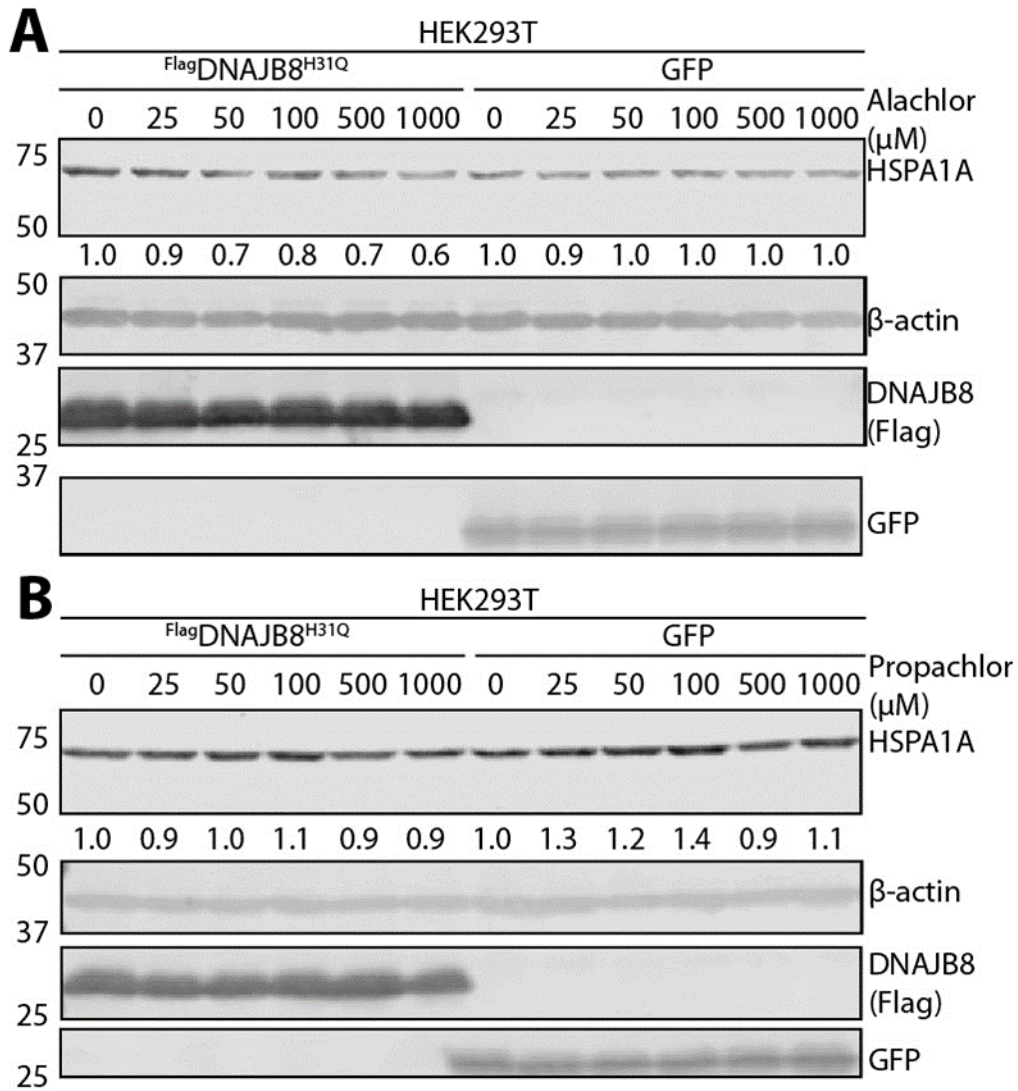 A
HEK293T
FlagDNAJB8H31Q GFP
0 25 50 100 500 1000 0 25 50 100 500 1000 Alachlor
(μM)
75
HSPA1A
50
1.0 0.9 0.7 0.8 0.7 0.6 1.0 0.9 1.0 1.0 1.0 1.0
50
β-actin
37
DNAJB8
(Flag)
25
37
GFP
B
HEK293T
FlagDNAJB8H31Q GFP
Propachlor
0 25 50 100 500 1000 0 25 50 100 500 1000
(μM)
75
HSPA1A
50
1.0 0.9 1.0 1.1 0.9 0.9 1.0 1.3 1.2 1.4 0.9 1.1
50
β-actin
37
DNAJB8
(Flag)
25
GFP
25